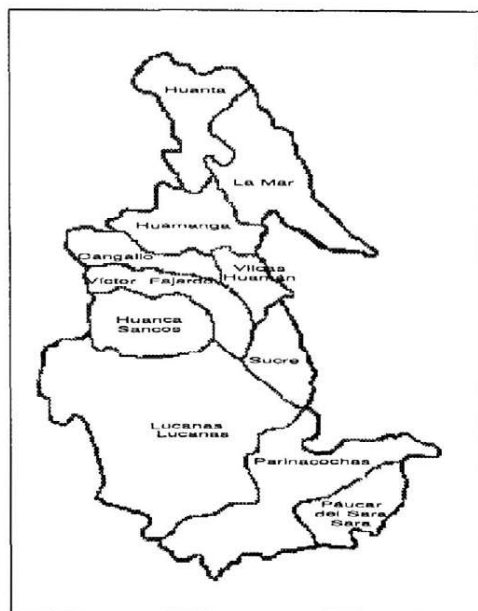 Huanta
La Mar
Huamanga
Cangallo
Vilcas
Huamán
Víctor Fajardo
Huanca
Sancos
Sucre
Lucanas
Lucanas
Parinacochas
Páucar
del Sara
Sara